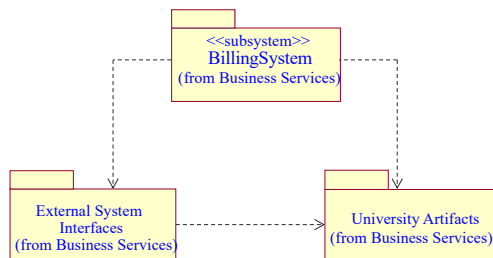 <<subsystem>>
BillingSystem
(from Business Services)
External System
Interfaces
(from Business Services)
University Artifacts
(from Business Services)